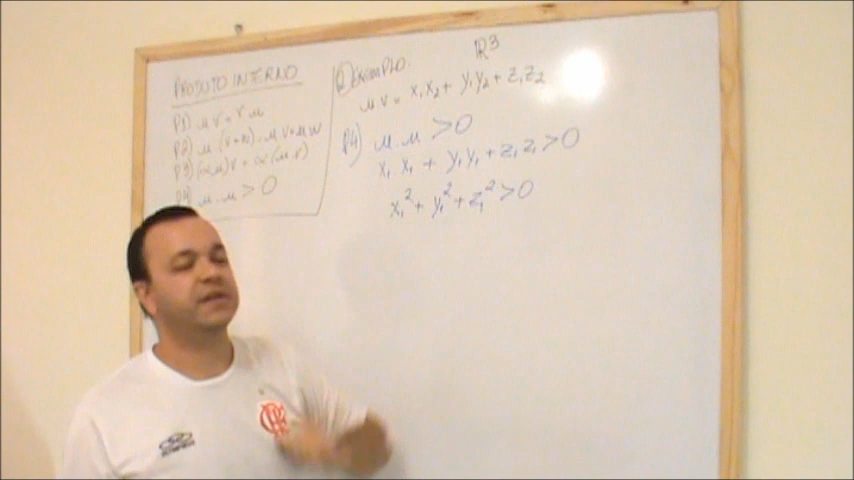 PRODUTO INTERNO
P1) u.v = v.u
P2) u.(v+w) = u.v + u.w
P3) (αu)v = α(u.v)
P4) u.u > 0
2) EXEMPLO. R³
u.v = x₁x₂ + y₁y₂ + z₁z₂
P4) u.u > 0
x₁.x₁ + y₁y₁ + z₁z₁ > 0
x₁² + y₁² + z₁² > 0